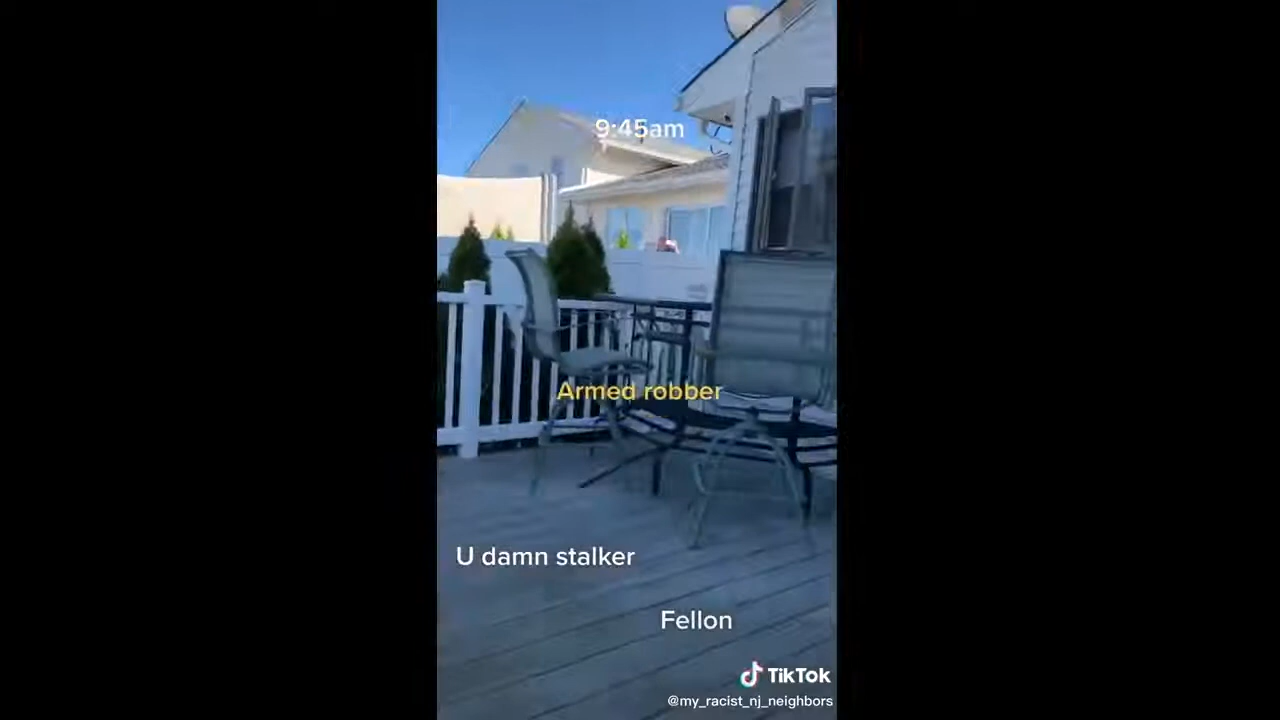 9:45am
Armed robber
U damn stalker
Fellon
TikTok
@my_racist_nj_neighbors